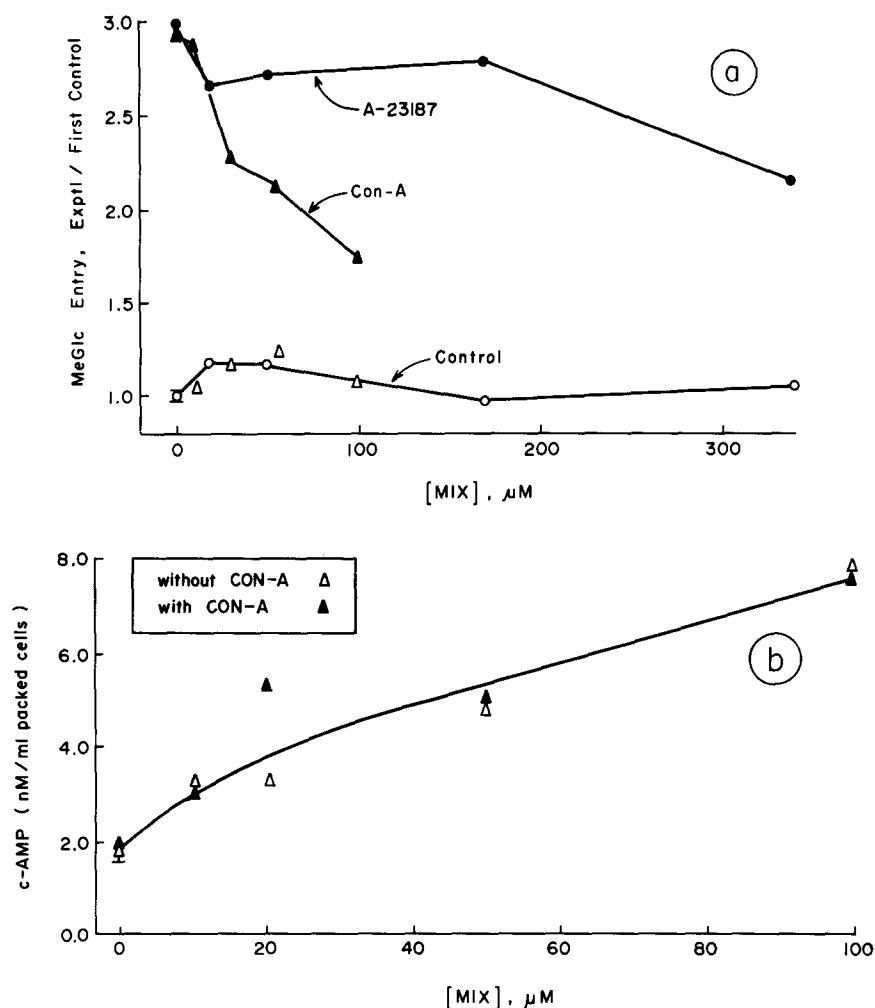 3.0
2.5
2.0
1.5
1.0
MeGlc Entry, Exptl / First Control
A-23187
Con-A
Control
a
0
100
200
300
[MIX] , μM
8.0
6.0
4.0
2.0
0.0
c-AMP ( nM / ml packed cells )
without CON-A
with CON-A
b
0
20
40
60
80
100
[MIX] , μM